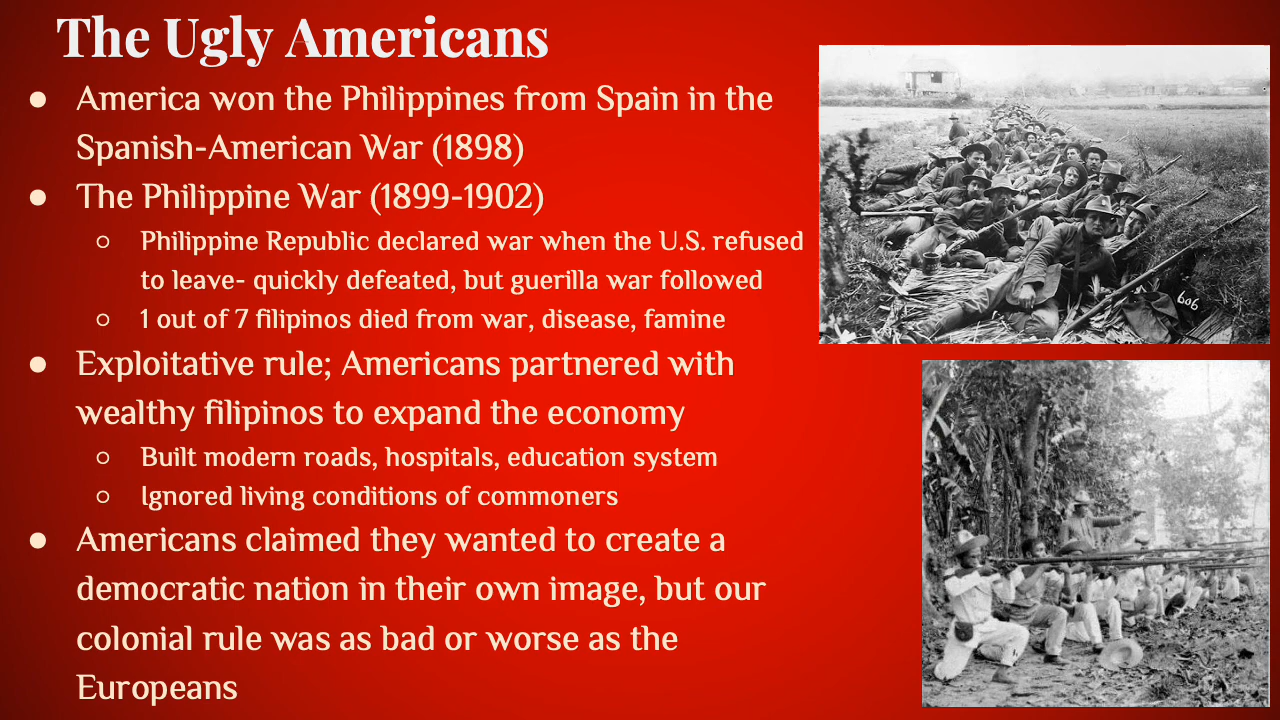 The Ugly Americans
● America won the Philippines from Spain in the
Spanish-American War (1898)
● The Philippine War (1899-1902)
○ Philippine Republic declared war when the U.S. refused
to leave- quickly defeated, but guerilla war followed
○ 1 out of 7 filipinos died from war, disease, famine
● Exploitative rule; Americans partnered with
wealthy filipinos to expand the economy
○ Built modern roads, hospitals, education system
○ Ignored living conditions of commoners
● Americans claimed they wanted to create a
democratic nation in their own image, but our
colonial rule was as bad or worse as the
Europeans
606